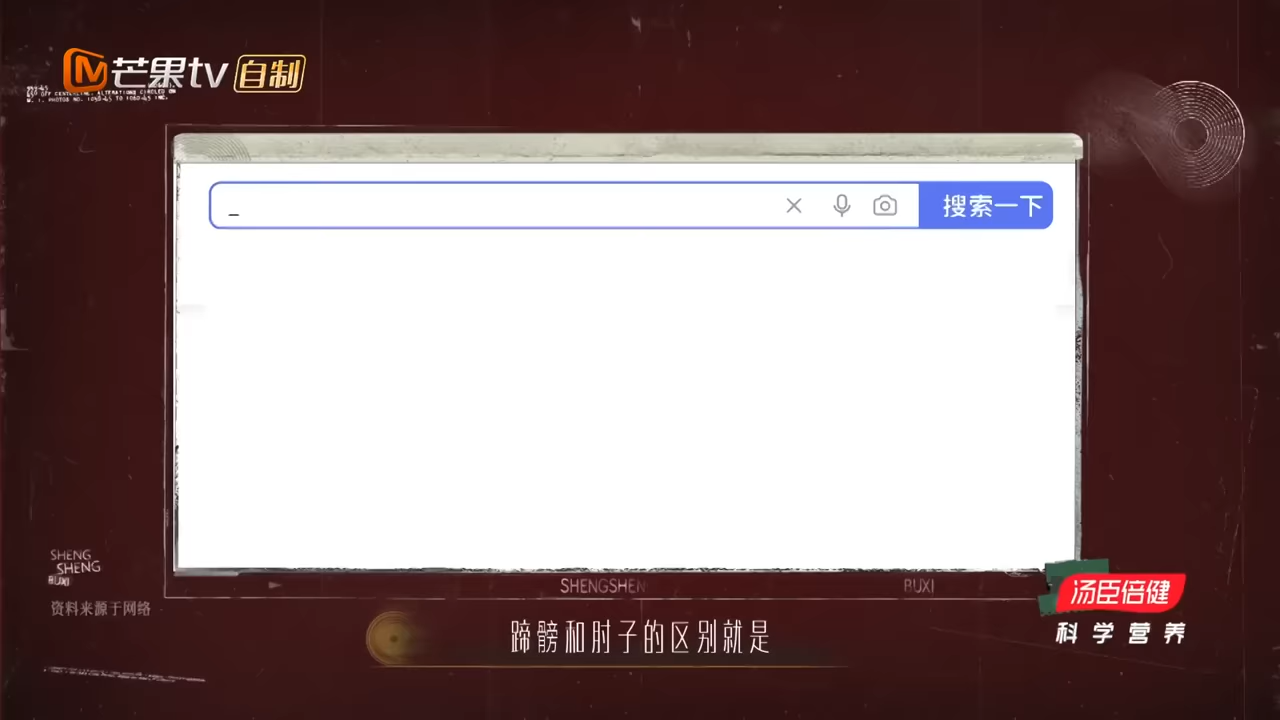 芒果tv 自制
搜索一下
SHENG
SHENG
BUXI
资料来源于网络
SHENGSHEN
BUXI
汤臣倍健
科学营养
蹄髈和肘子的区别就是